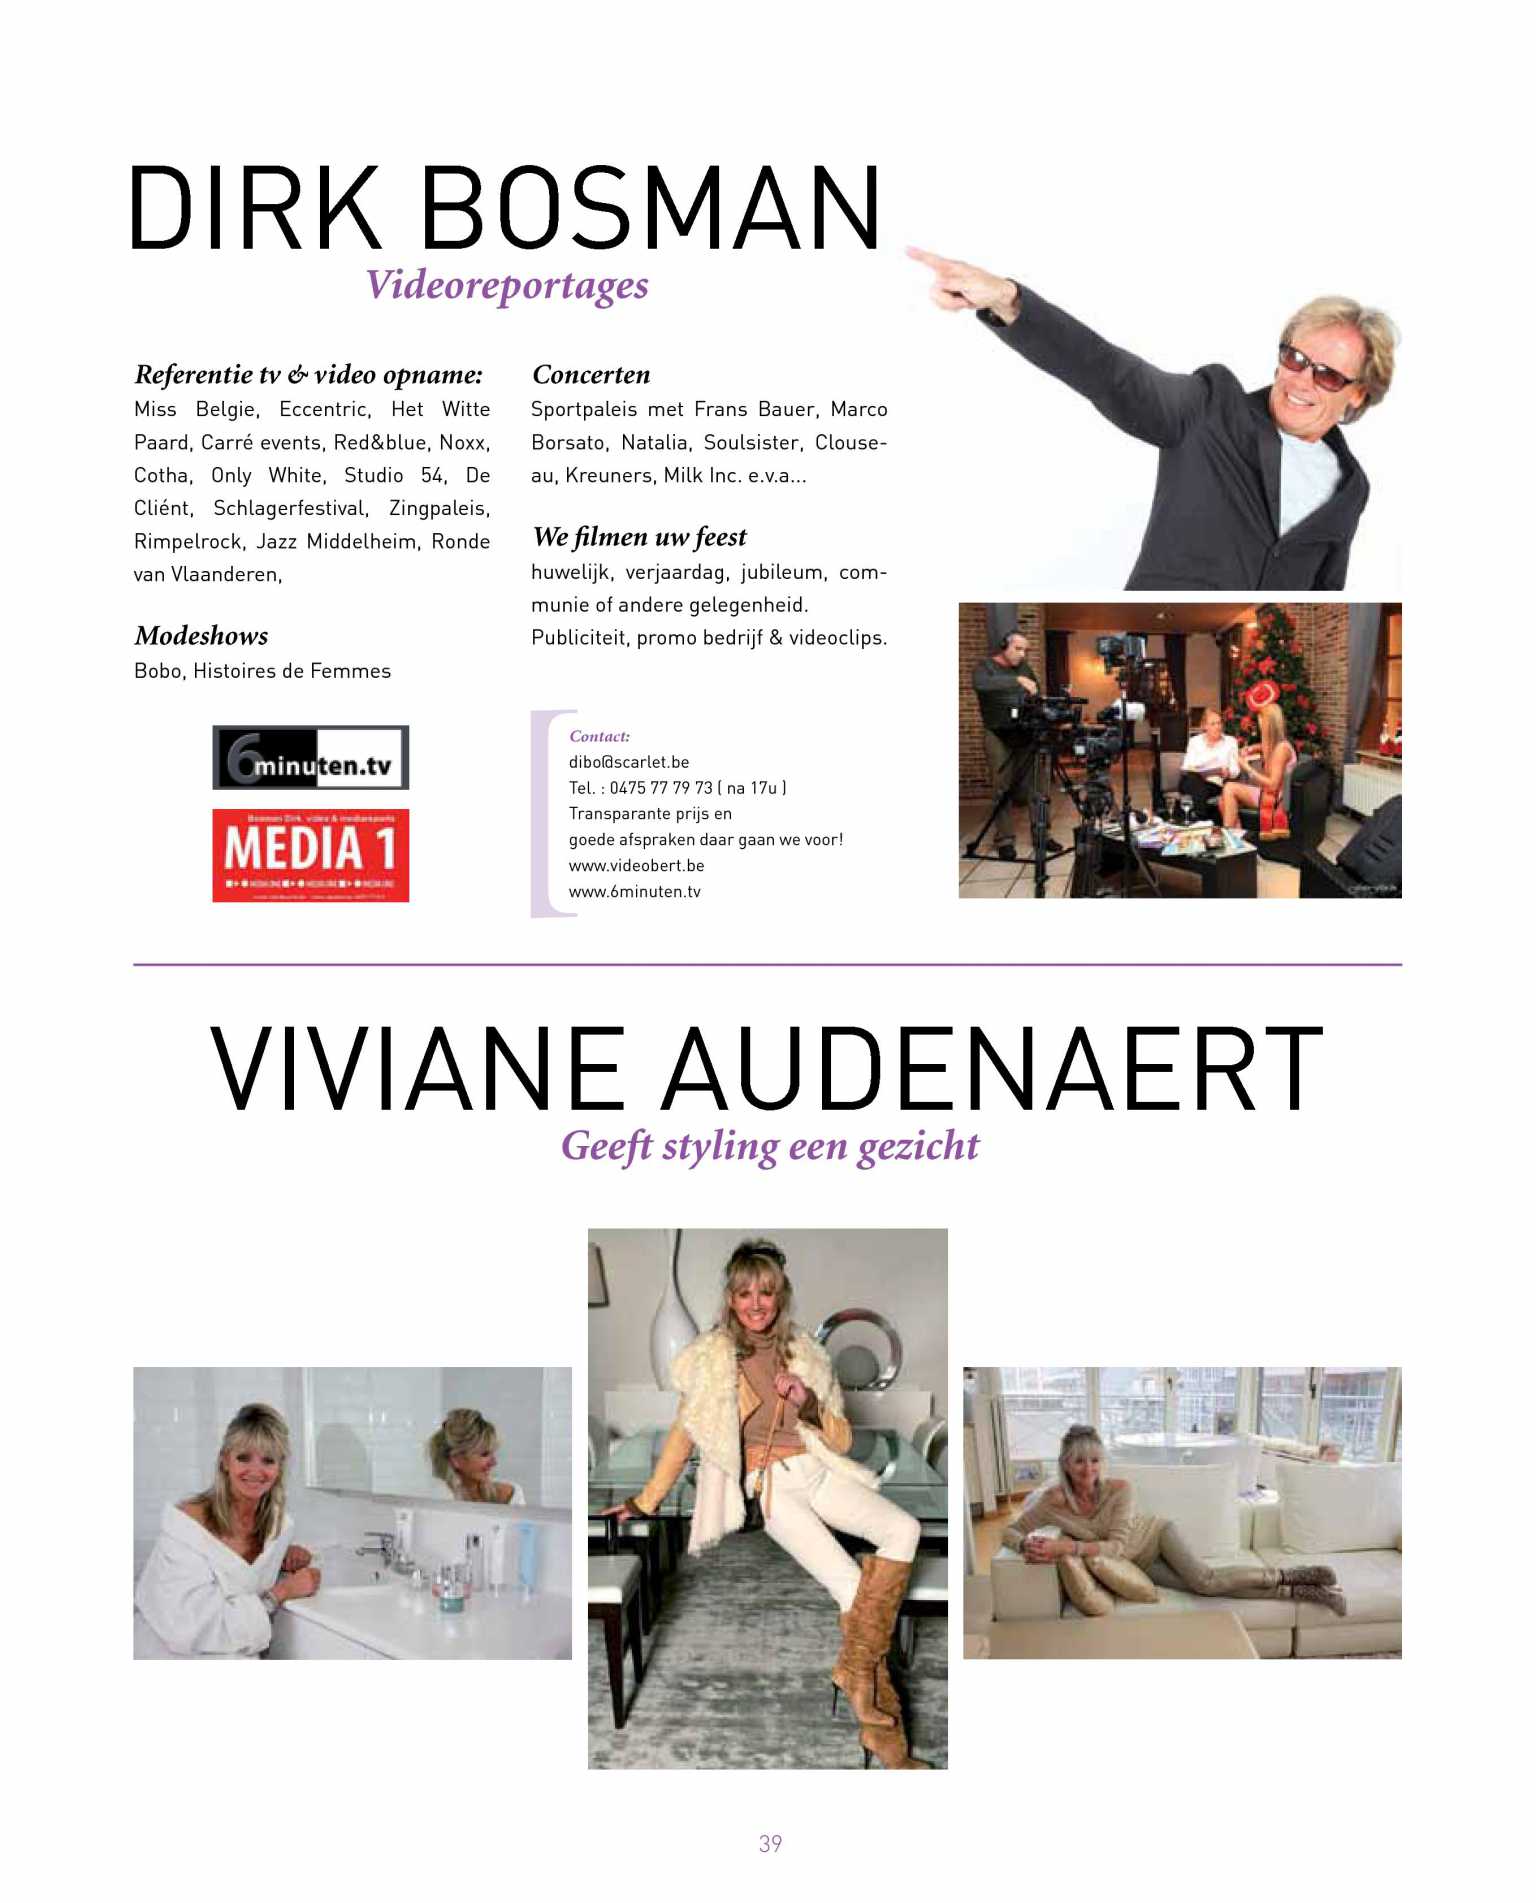 DIRK BOSMAN
Videoreportages
Referentie tv & video opname:
Miss Belgie, Eccentric, Het Witte
Paard, Carré events, Red&blue, Noxx,
Cotha, Only White, Studio 54, De
Cliént, Schlagerfestival, Zingpaleis,
Rimpelrock, Jazz Middelheim, Ronde
van Vlaanderen,
Modeshows
Bobo, Histoires de Femmes
6minuten.tv
Bosman Dirk video & mediareports
MEDIA 1
Concerten
Sportpaleis met Frans Bauer, Marco
Borsato, Natalia, Soulsister, Clouse-
au, Kreuners, Milk Inc. e.v.a...
We filmen uw feest
huwelijk, verjaardag, jubileum, com-
munie of andere gelegenheid.
Publiciteit, promo bedrijf & videoclips.
Contact:
dibo@scarlet.be
Tel. : 0475 77 79 73 ( na 17u )
Transparante prijs en
goede afspraken daar gaan we voor!
www.videobert.be
www.6minuten.tv
VIVIANE AUDENAERT
Geeft styling een gezicht
39